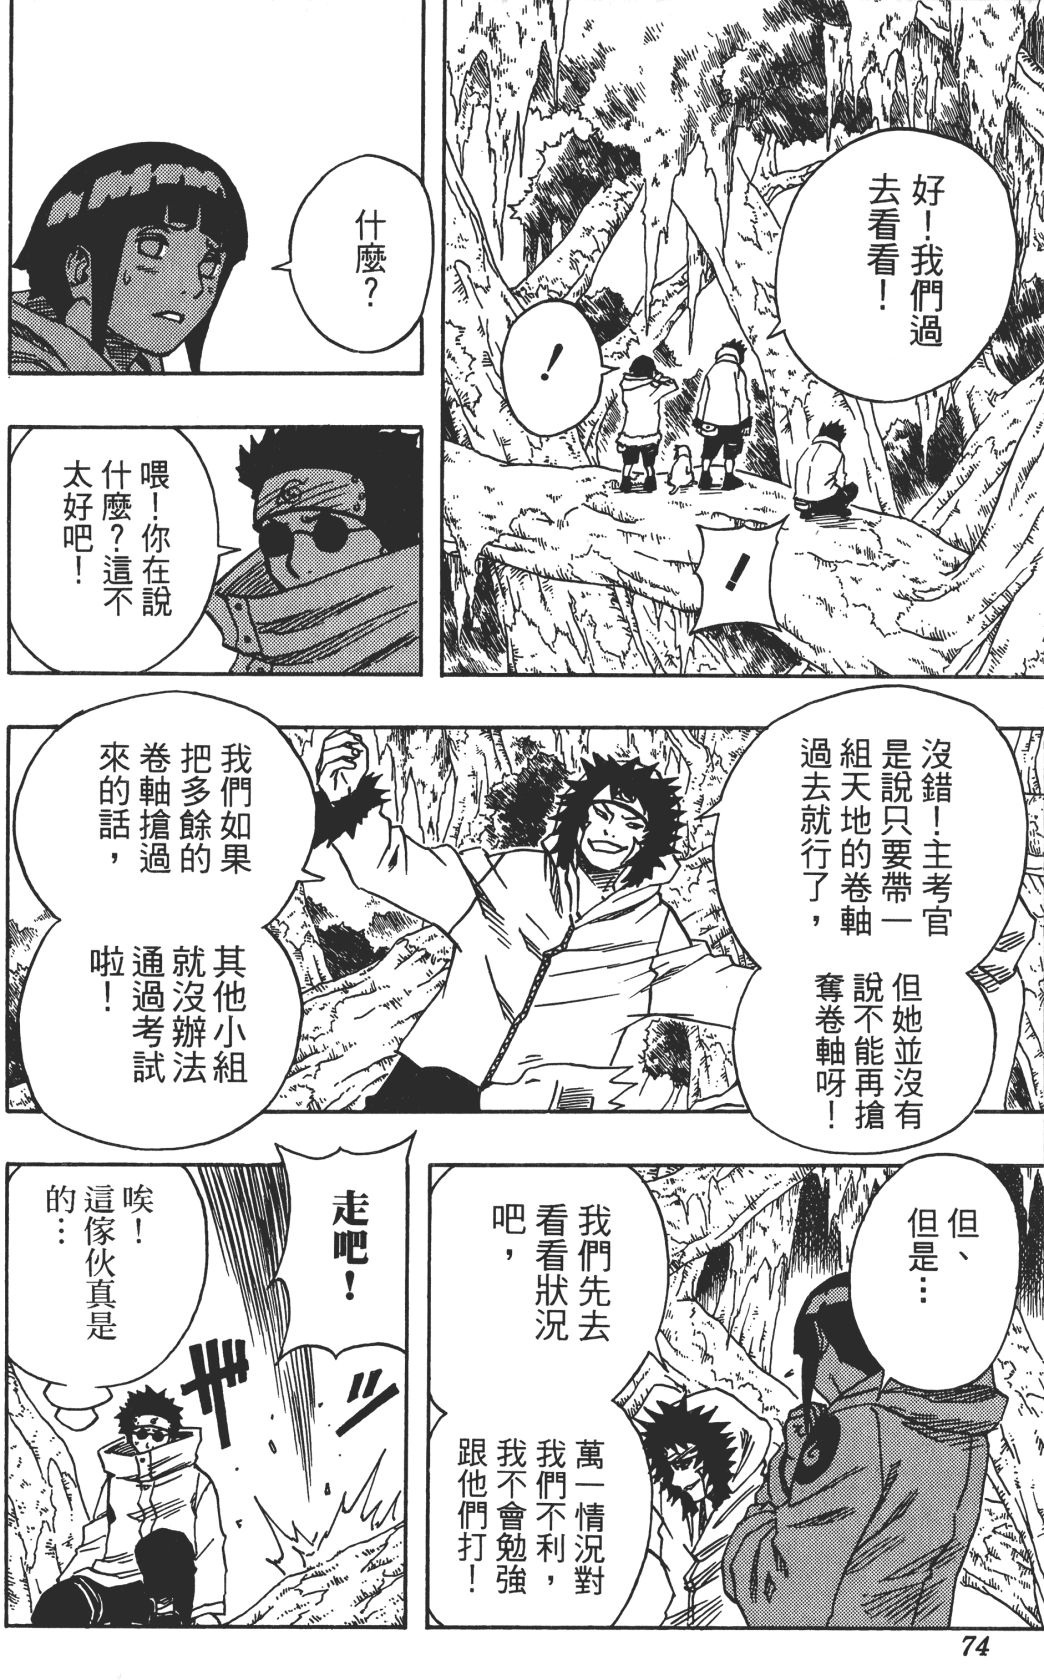 好！我們過
去看看！
！
！
什
麼？
喂！你在說
什麼？這不
太好吧！
沒錯！主考官
是說只要帶一
組天地的卷軸
過去就行了，
但她並沒有
說不能再搶
奪卷軸呀！
我們如果
把多餘的
卷軸搶過
來的話，
其他小組
就沒辦法
通過考試
啦！
但、
但是…
我們先去
看看狀況
吧，
萬一情況對
我們不利，
我不會勉強
跟他們打！
走吧！
唉！
這傢伙真是
的…
74